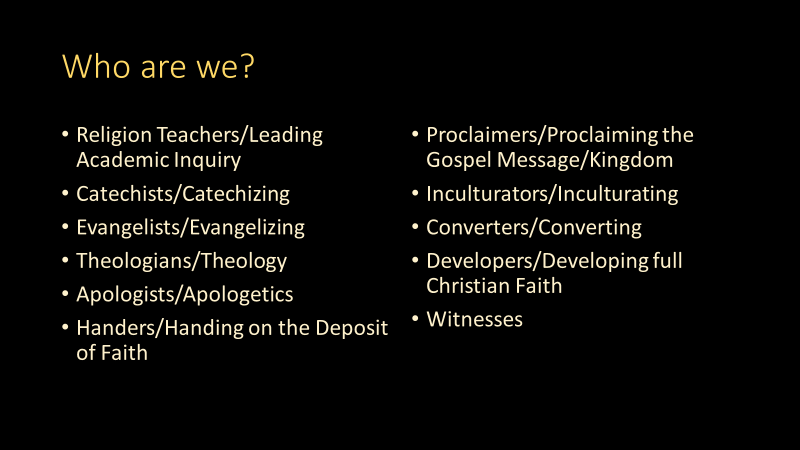 Who are we?
• Religion Teachers/Leading
Academic Inquiry
• Catechists/Catechizing
• Evangelists/Evangelizing
• Theologians/Theology
• Apologists/Apologetics
• Handers/Handing on the Deposit
of Faith
• Proclaimers/Proclaiming the
Gospel Message/Kingdom
• Inculturators/Inculturating
• Converters/Converting
• Developers/Developing full
Christian Faith
• Witnesses